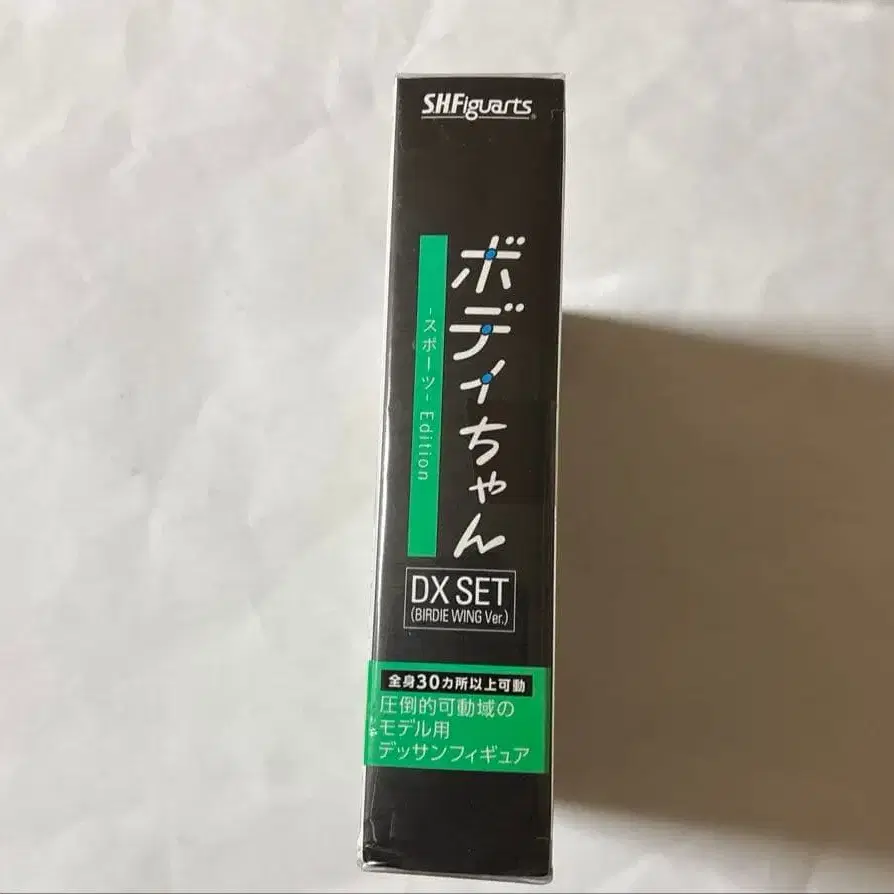 S.H.Figuarts
ボディちゃん
-スポーツ- Edition
DX SET
(BIRDIE WING Ver.)
全身30カ所以上可動
圧倒的可動域の
モデル用
デッサンフィギュア